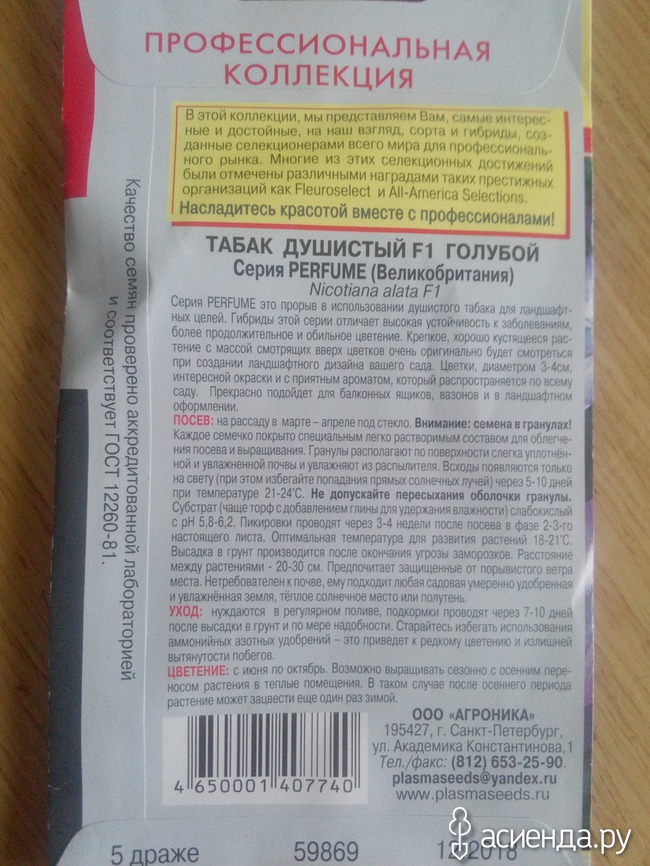 ПРОФЕССИОНАЛЬНАЯ
КОЛЛЕКЦИЯ
В этой коллекции, мы представляем Вам, самые интерес-
ные и достойные, на наш взгляд, сорта и гибриды, соз-
данные селекционерами всего мира для профессиональ-
ного рынка. Многие из этих селекционных достижений
были отмечены различными наградами таких престижных
организаций как Fleuroselect и All-America Selections.
Насладитесь красотой вместе с профессионалами!
ТАБАК ДУШИСТЫЙ F1 ГОЛУБОЙ
Серия PERFUME (Великобритания)
Nicotiana alata F1
Серия PERFUME это прорыв в использовании душистого табака для ландшафт-
ных целей. Гибриды этой серии отличает высокая устойчивость к заболеваниям,
более продолжительное и обильное цветение. Крепкое, хорошо кустящееся рас-
тение с массой смотрящих вверх цветков очень оригинально будет смотреться
при создании ландшафтного дизайна вашего сада. Цветки, диаметром 3-4см,
интересной окраски и с приятным ароматом, который распространяется по всему
саду. Прекрасно подойдет для балконных ящиков, вазонов и в ландшафтном
оформлении.
ПОСЕВ: на рассаду в марте – апреле под стекло. Внимание: семена в гранулах!
Каждое семечко покрыто специальным легко растворимым составом для облегче-
ния посева и выращивания. Гранулы располагают по поверхности слегка уплотнён-
ной и увлажненной почвы и увлажняют из распылителя. Всходы появляются только
на свету (при этом избегайте попадания прямых солнечных лучей) через 5-10 дней
при температуре 21-24°С. Не допускайте пересыхания оболочки гранулы.
Субстрат (чаще торф с добавлением глины для удержания влажности) слабокислый
с pH 5,8-6,2. Пикировки проводят через 3-4 недели после посева в фазе 2-3-го
настоящего листа. Оптимальная температура для развития растений 18-21°С.
Высадка в грунт производится после окончания угрозы заморозков. Расстояние
между растениями - 20-30 см. Предпочитает защищенные от порывистого ветра
места. Нетребователен к почве, ему подходит любая садовая умеренно удобренная
и увлажнённая земля, тёплое солнечное место или полутень.
УХОД: нуждаются в регулярном поливе, подкормки проводят через 7-10 дней
после высадки в грунт и по мере надобности. Старайтесь избегать использования
аммонийных азотных удобрений – это приведет к редкому цветению и излишней
вытянутости побегов.
ЦВЕТЕНИЕ: с июня по октябрь. Возможно выращивать сезонно с осенним пере-
носом растения в теплые помещения. В таком случае после осеннего периода
растение может зацвести еще один раз зимой.
ООО "АГРОНИКА"
195427, г. Санкт-Петербург,
ул. Академика Константинова,1
Тел./факс: (812) 653-25-90.
plasmaseeds@yandex.ru
www.plasmaseeds.ru
4 650001 407740
5 драже
59869
Качество семян проверено аккредитованной лабораторией
и соответствует ГОСТ 12260-81.
асиенда.ру